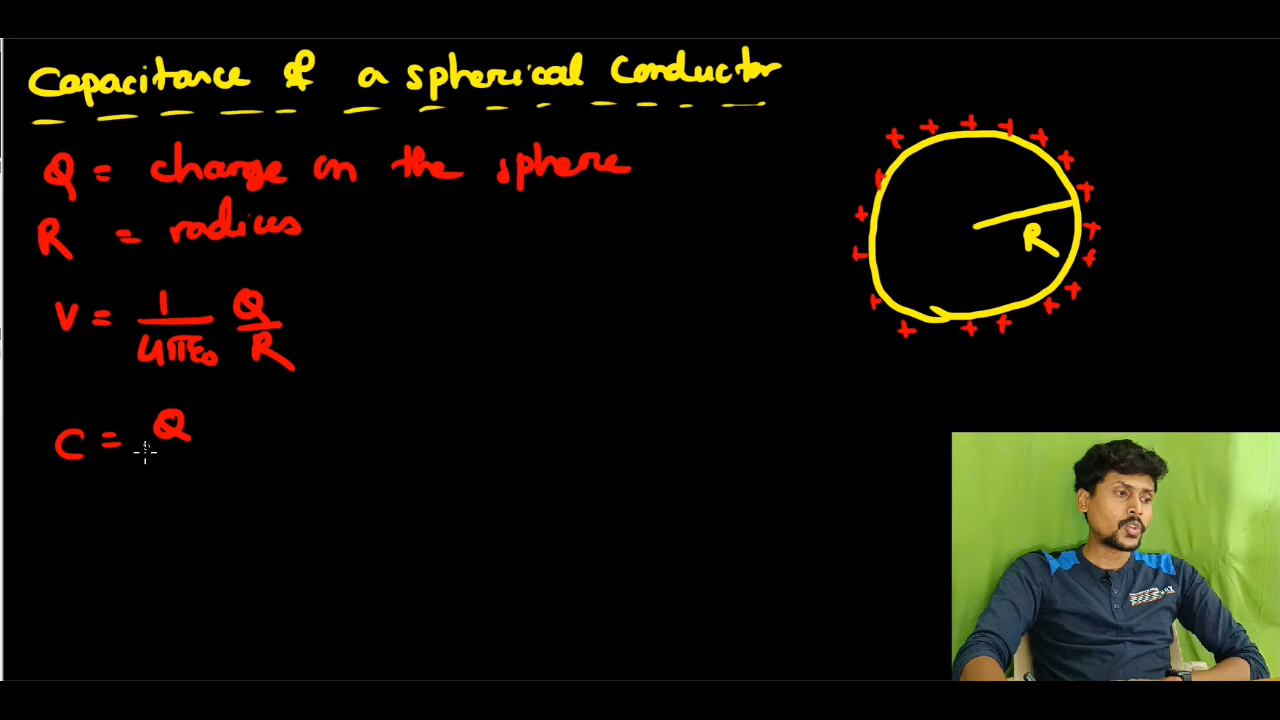 Capacitance of a spherical conductor
Q = charge on the sphere
R = radius
V = 1/4πε₀ Q/R
C = Q
R